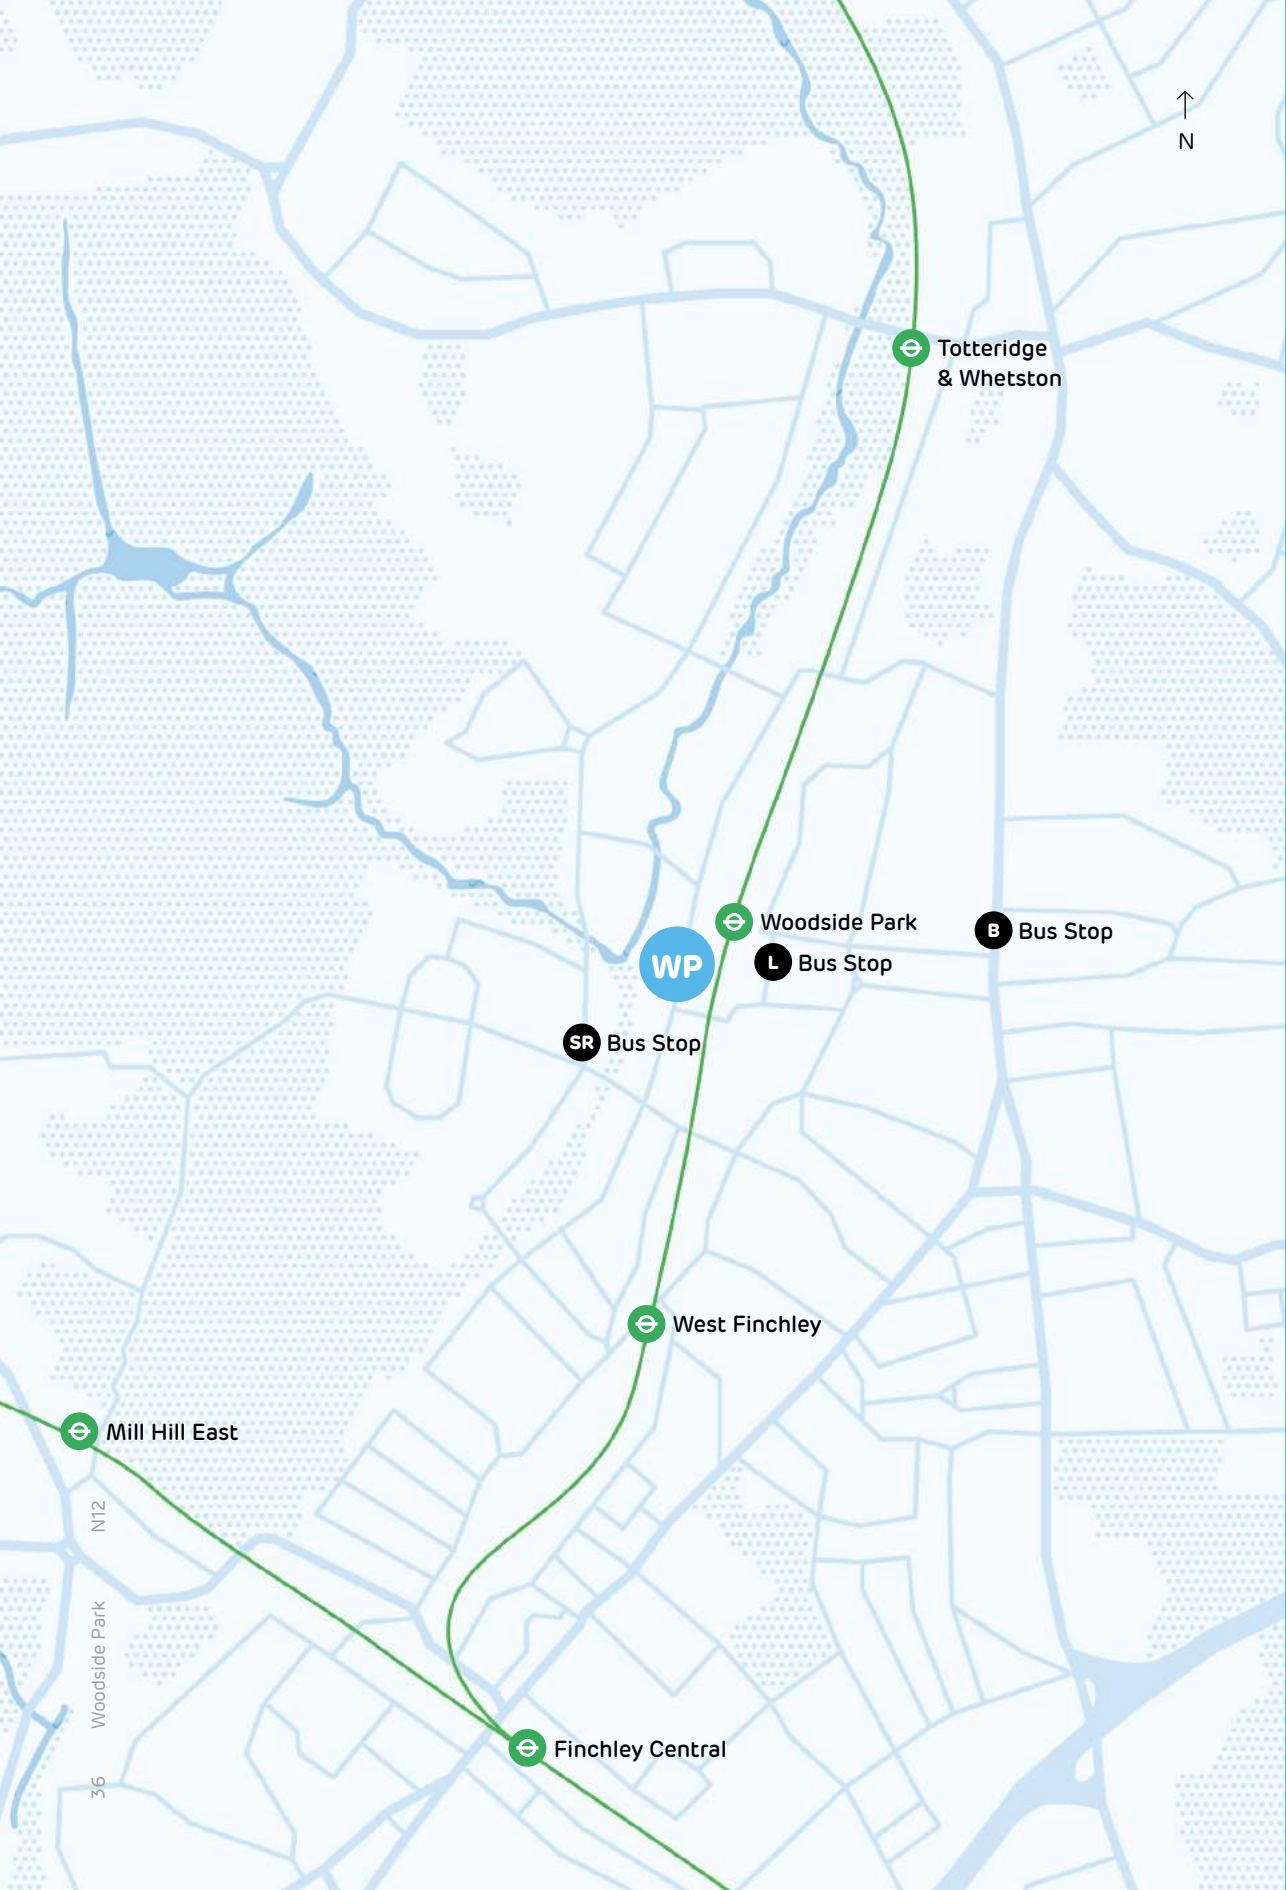 N
Totteridge
& Whetston
Woodside Park
B
Bus Stop
WP
L
Bus Stop
SR
Bus Stop
West Finchley
Mill Hill East
Finchley Central
36
Woodside Park
N12